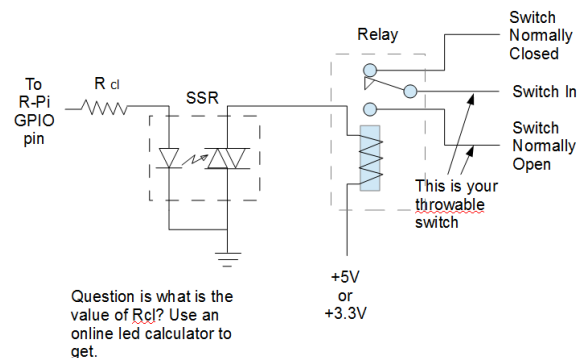 Switch
Normally
Closed
Relay
To
R-Pi
GPIO
pin
R cl
SSR
Switch In
Switch
Normally
Open
This is your
throwable
switch
+5V
or
+3.3V
Question is what is the
value of Rcl? Use an
online led calculator to
get.